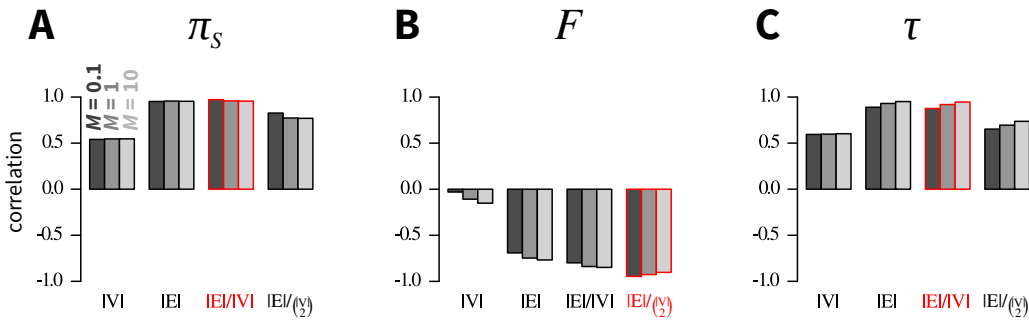 A π_S B F C τ
M = 0.1
M = 1
M = 10
correlation
1.0
0.5
0.0
-0.5
-1.0
|V| |E| |E|/|V| |E|/(|V| 2)
1.0
0.5
0.0
-0.5
-1.0
|V| |E| |E|/|V| |E|/(|V| 2)
1.0
0.5
0.0
-0.5
-1.0
|V| |E| |E|/|V| |E|/(|V| 2)